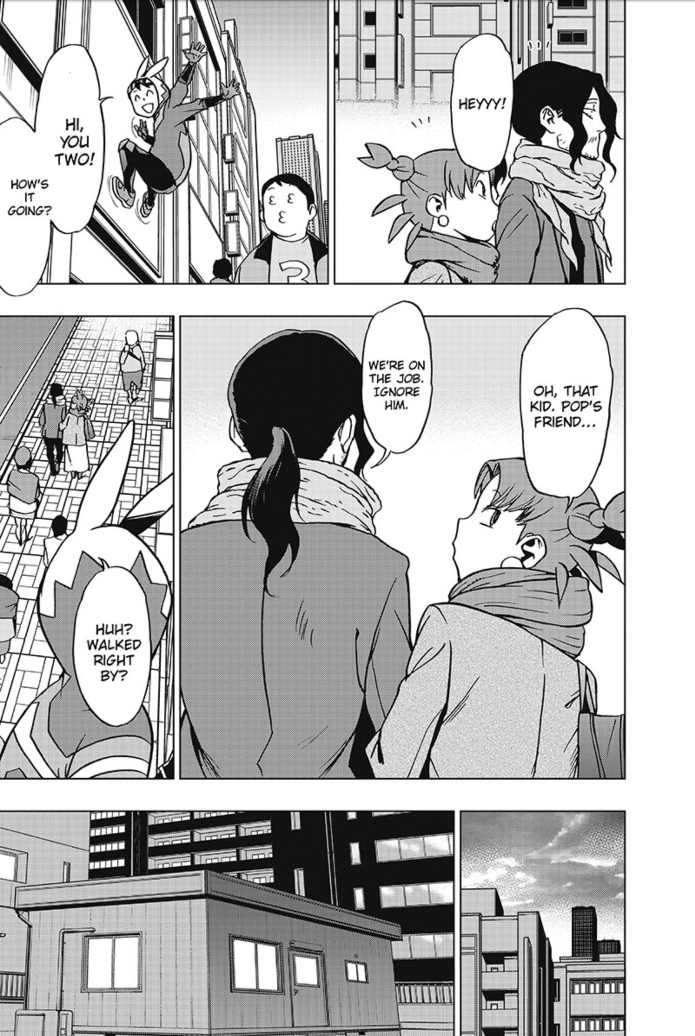 HEYYY!
HI,
YOU
TWO!
HOW'S
IT
GOING?
3
OH, THAT
KID. POP'S
FRIEND...
WE'RE ON
THE JOB.
IGNORE
HIM.
HUH?
WALKED
RIGHT
BY?